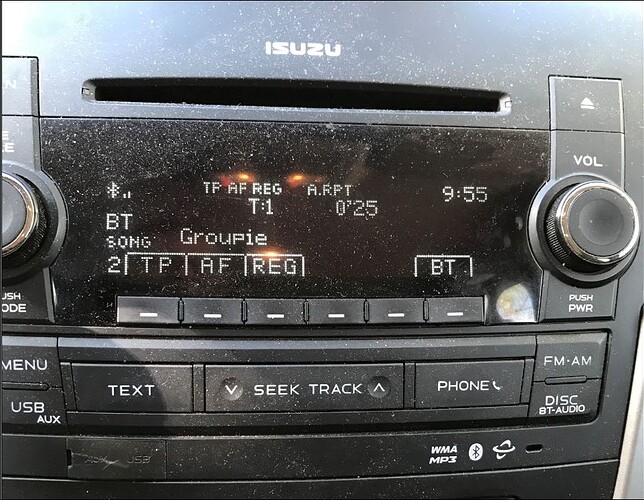 ISUZU
VOL
TP AF REG A.RPT 9:55
T:1 0'25
BT
SONG Groupie
2 TP AF REG BT
PUSH
PWR
MENU
TEXT
SEEK TRACK
PHONE
FM·AM
USB
AUX
DISC
BT-AUDIO
WMA
MP3